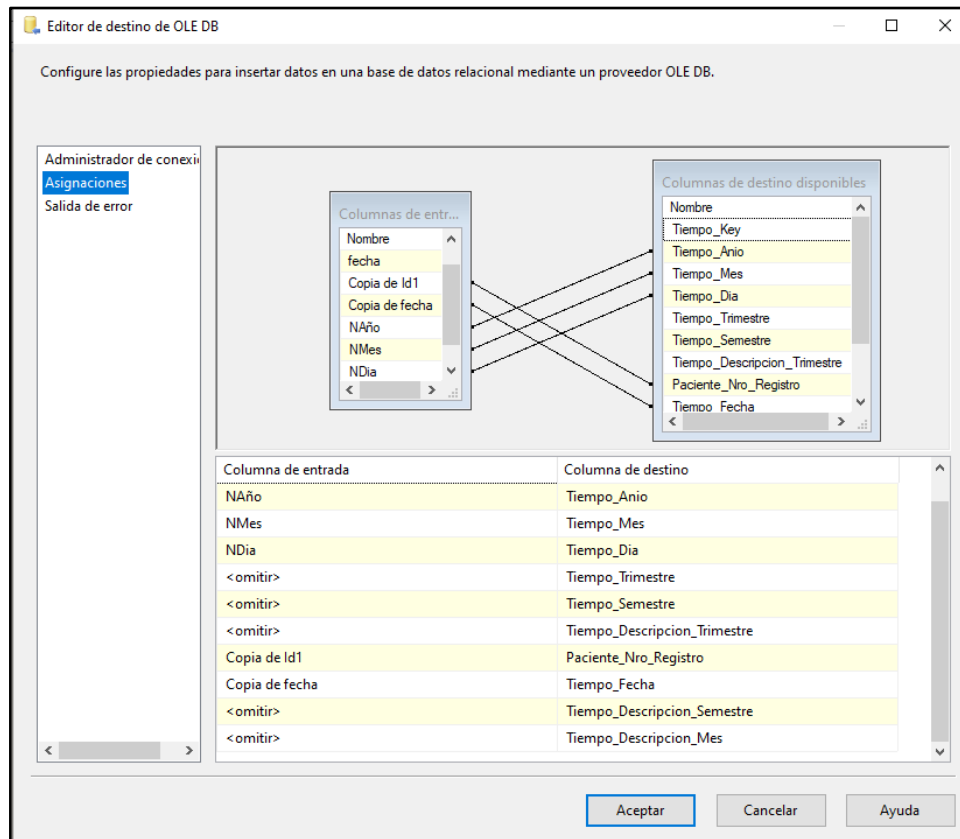 Editor de destino de OLE DB
Configure las propiedades para insertar datos en una base de datos relacional mediante un proveedor OLE DB.
Administrador de conexi
Asignaciones
Salida de error
Columnas de entr...
Nombre
fecha
Copia de Id1
Copia de fecha
NAño
NMes
NDia
Columnas de destino disponibles
Nombre
Tiempo_Key
Tiempo_Anio
Tiempo_Mes
Tiempo_Dia
Tiempo_Trimestre
Tiempo_Semestre
Tiempo_Descripcion_Trimestre
Paciente_Nro_Registro
Tiempo_Fecha
Columna de entrada Columna de destino
NAño Tiempo_Anio
NMes Tiempo_Mes
NDia Tiempo_Dia
<omitir> Tiempo_Trimestre
<omitir> Tiempo_Semestre
<omitir> Tiempo_Descripcion_Trimestre
Copia de Id1 Paciente_Nro_Registro
Copia de fecha Tiempo_Fecha
<omitir> Tiempo_Descripcion_Semestre
<omitir> Tiempo_Descripcion_Mes
Aceptar Cancelar Ayuda